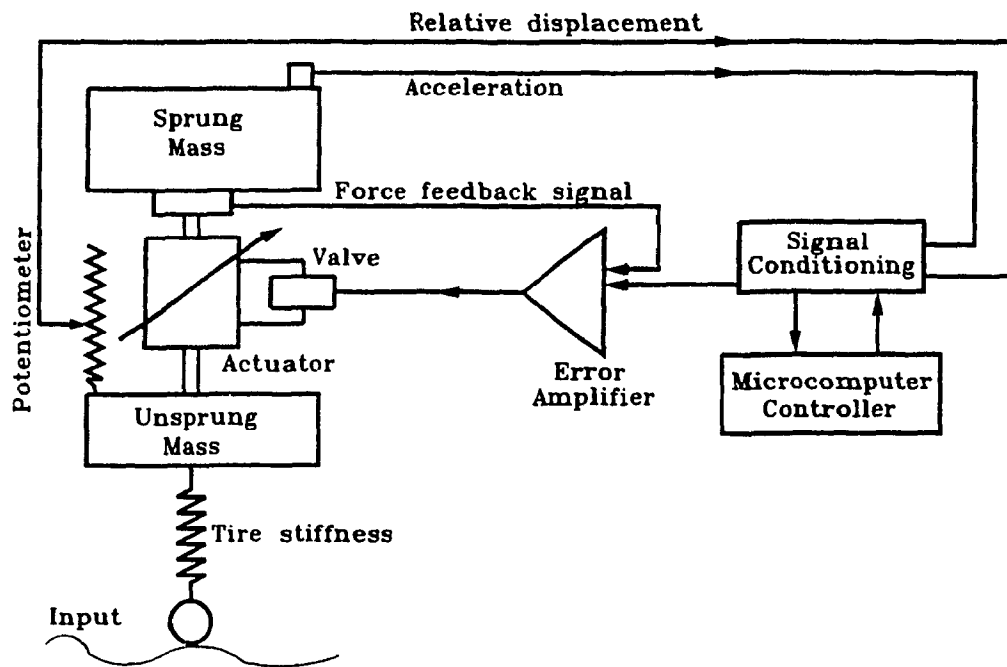 Relative displacement
Acceleration
Sprung
Mass
Force feedback signal
Signal
Conditioning
Valve
Potentiometer
Actuator
Error
Amplifier
Microcomputer
Controller
Unsprung
Mass
Tire stiffness
Input